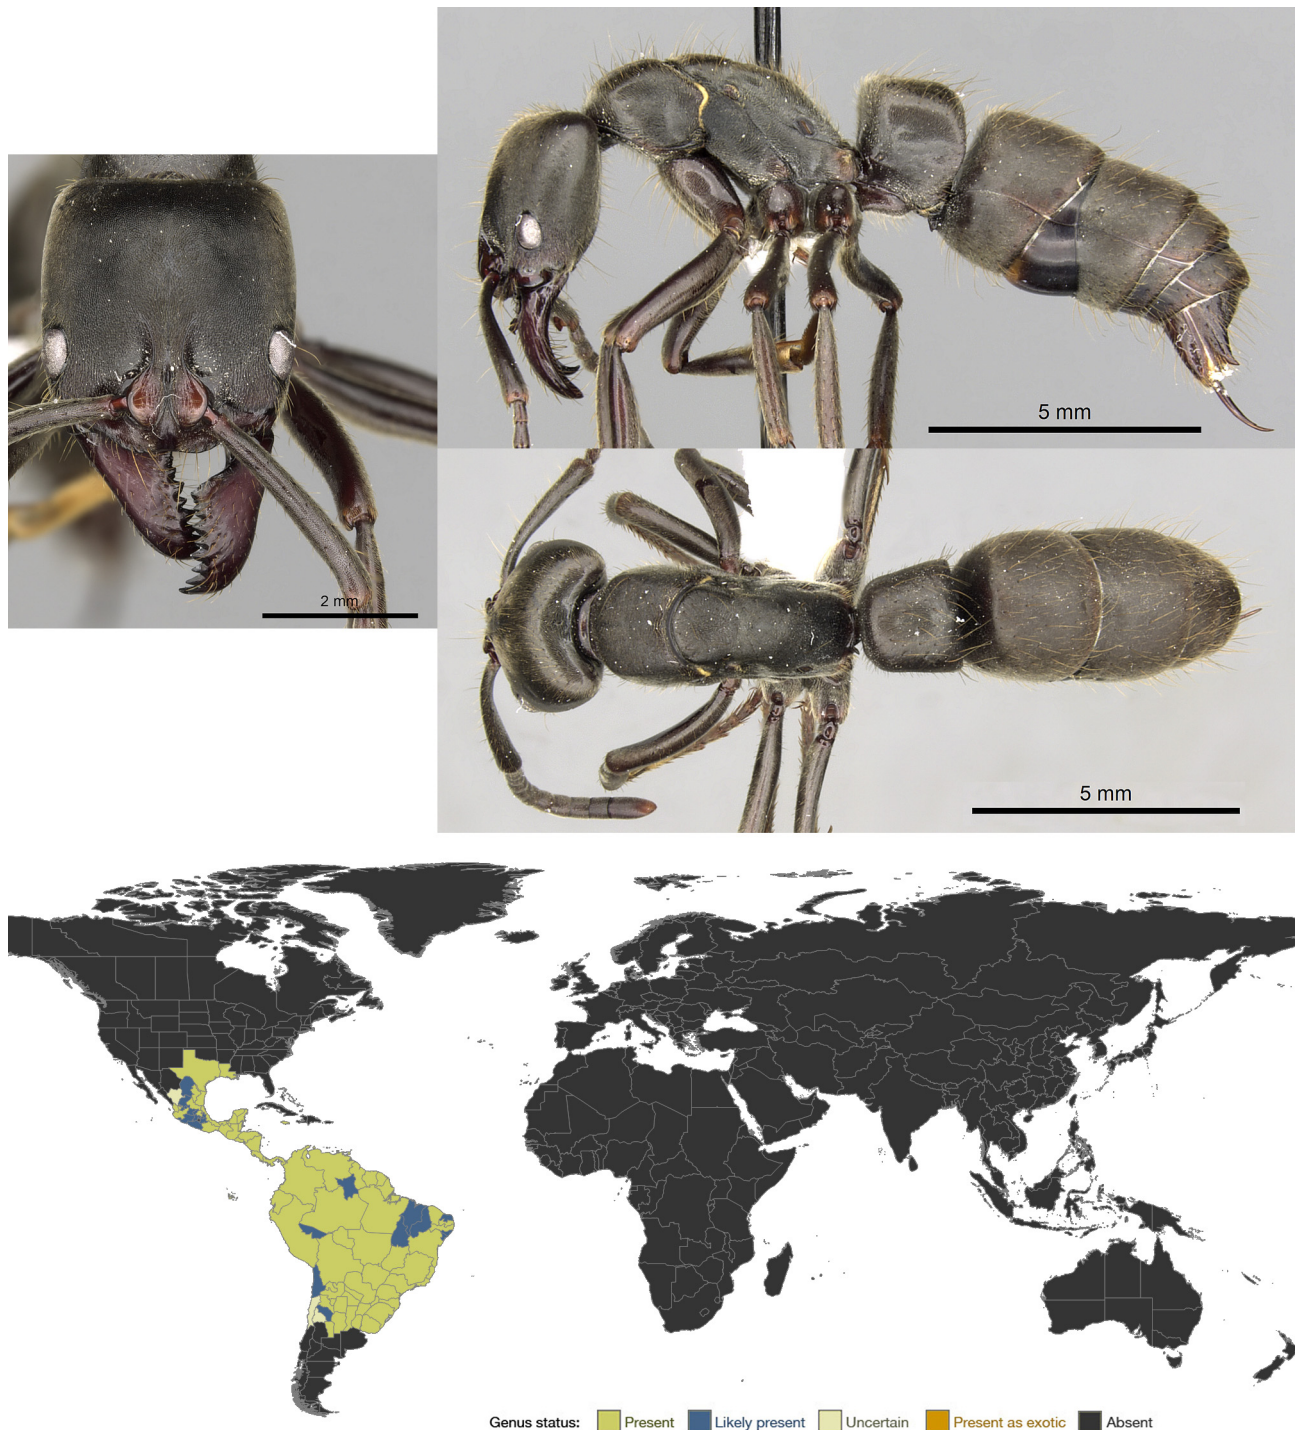 5 mm
2 mm
5 mm
Genus status: Present Likely present Uncertain Present as exotic Absent